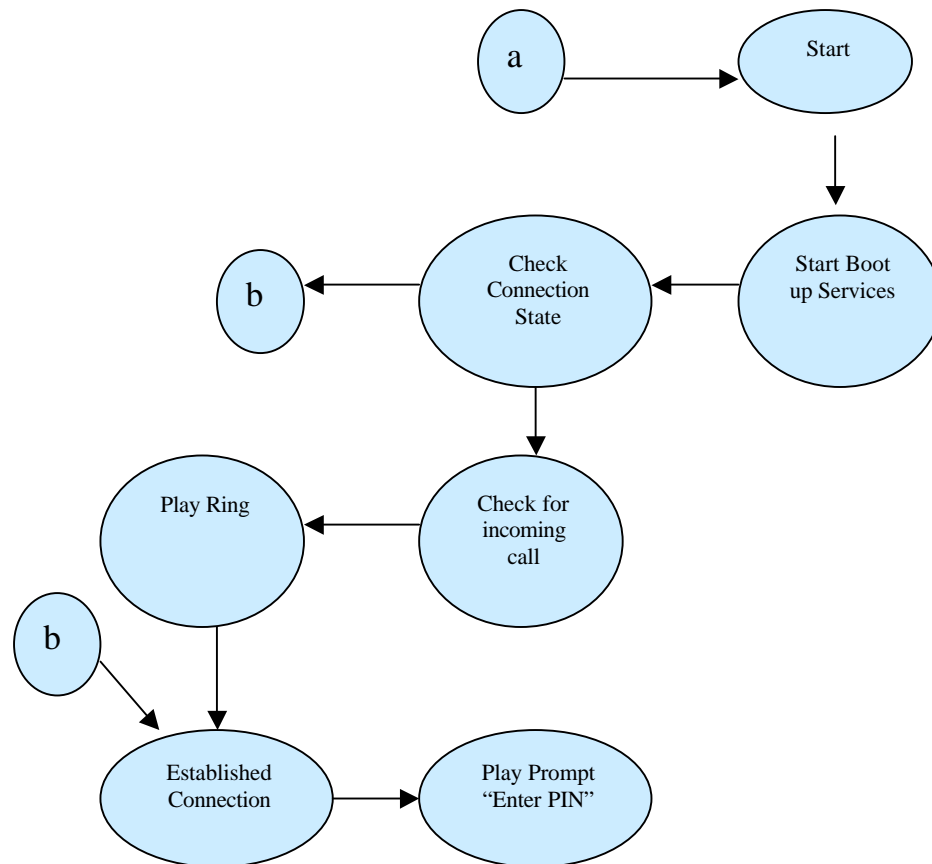 a
Start
b
Check
Connection
State
Start Boot
up Services
Play Ring
Check for
incoming
call
b
Established
Connection
Play Prompt
“Enter PIN”